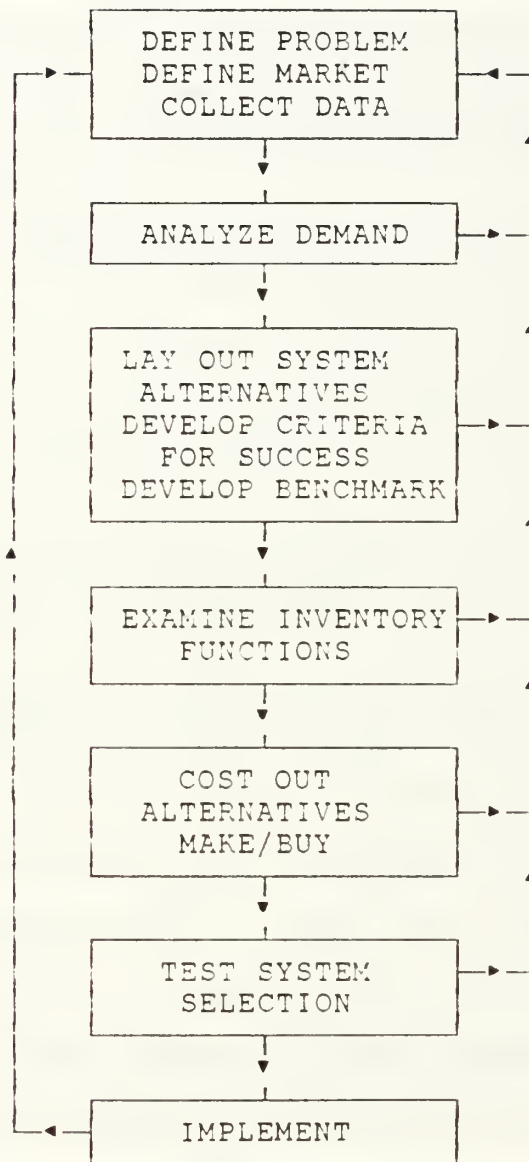 DEFINE PROBLEM
DEFINE MARKET
COLLECT DATA
ANALYZE DEMAND
LAY OUT SYSTEM
ALTERNATIVES
DEVELOP CRITERIA
FOR SUCCESS
DEVELOP BENCHMARK
EXAMINE INVENTORY
FUNCTIONS
COST OUT
ALTERNATIVES
MAKE/BUY
TEST SYSTEM
SELECTION
IMPLEMENT